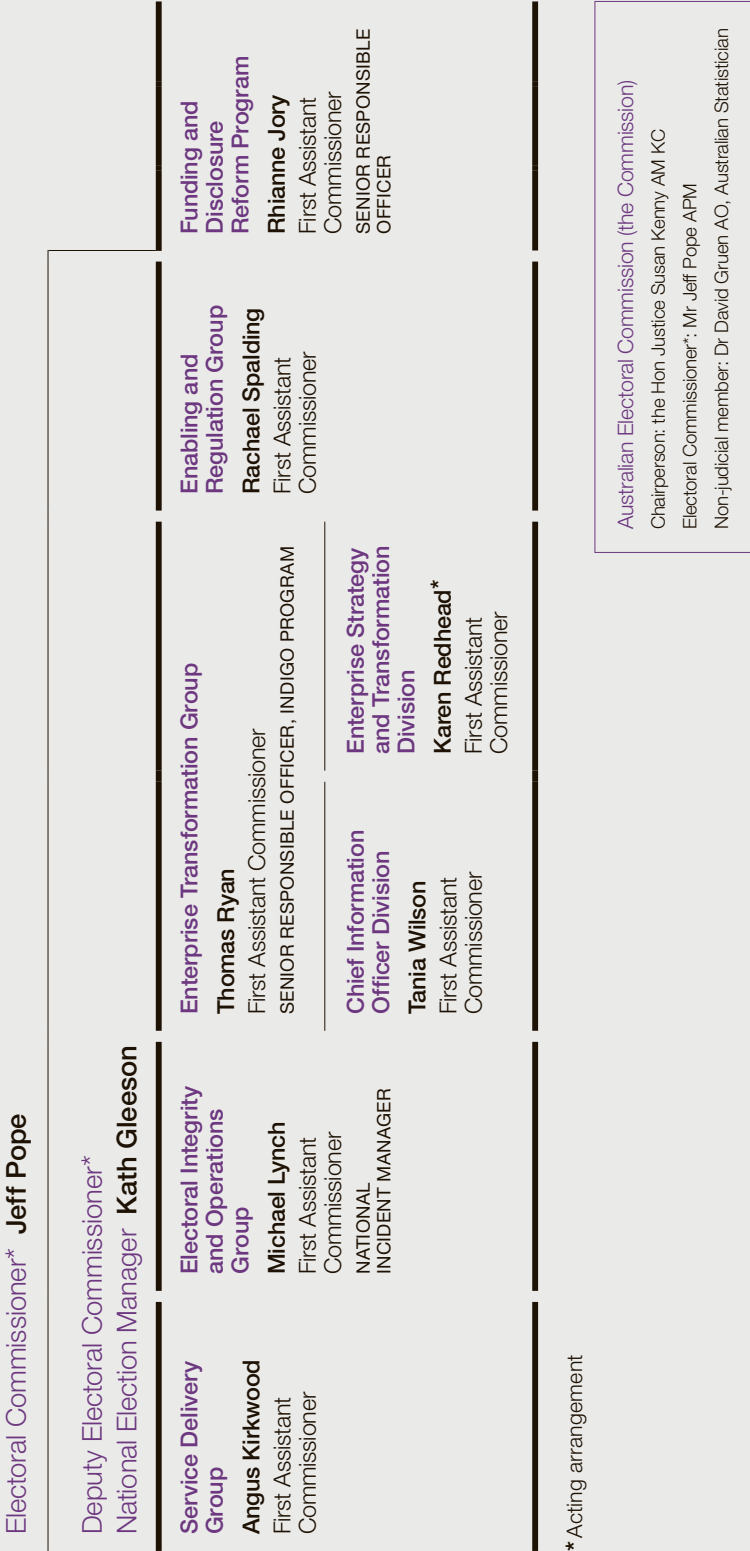 Electoral Commissioner* Jeff Pope
Deputy Electoral Commissioner*
National Election Manager Kath Gleeson
Service Delivery
Group
Angus Kirkwood
First Assistant
Commissioner
Electoral Integrity
and Operations
Group
Michael Lynch
First Assistant
Commissioner
NATIONAL
INCIDENT MANAGER
Enterprise Transformation Group
Thomas Ryan
First Assistant Commissioner
SENIOR RESPONSIBLE OFFICER, INDIGO PROGRAM
Chief Information
Officer Division
Tania Wilson
First Assistant
Commissioner
Enterprise Strategy
and Transformation
Division
Karen Redhead*
First Assistant
Commissioner
Enabling and
Regulation Group
Rachael Spalding
First Assistant
Commissioner
Funding and
Disclosure
Reform Program
Rhianne Jory
First Assistant
Commissioner
SENIOR RESPONSIBLE
OFFICER
* Acting arrangement
Australian Electoral Commission (the Commission)
Chairperson: the Hon Justice Susan Kenny AM KC
Electoral Commissioner*: Mr Jeff Pope APM
Non-judicial member: Dr David Gruen AO, Australian Statistician